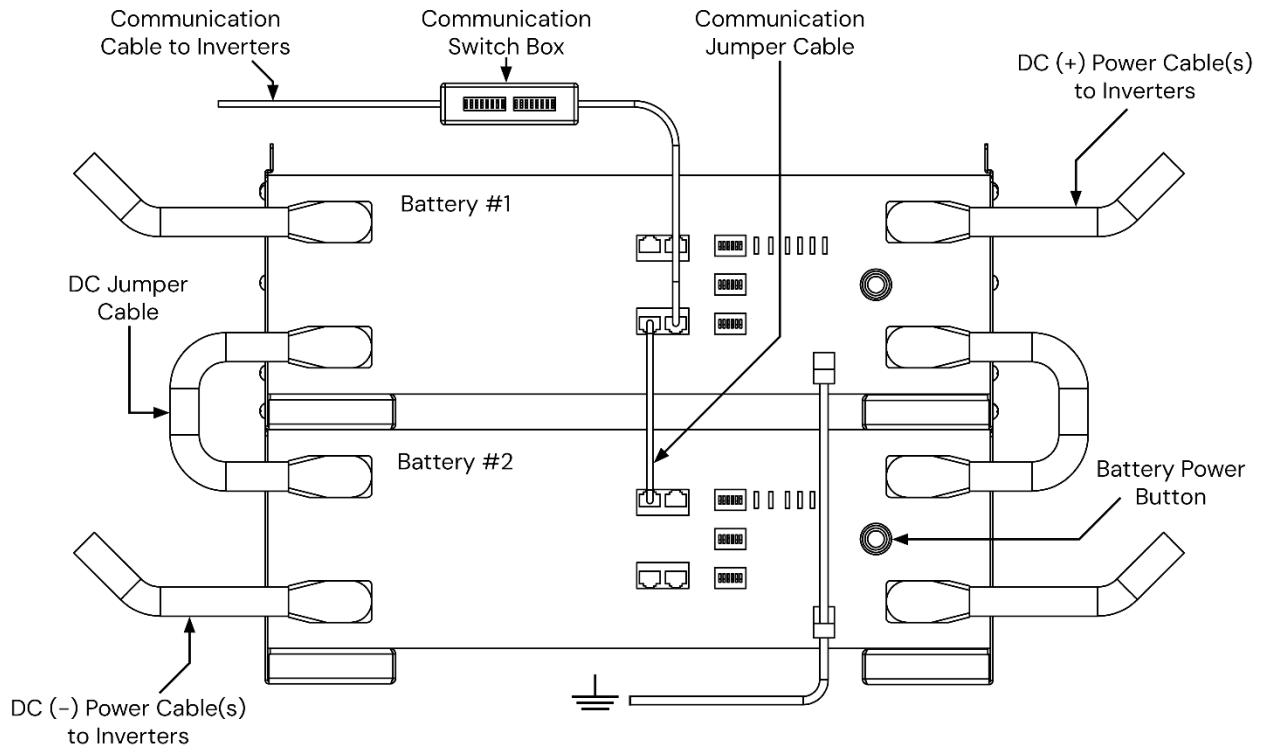 Communication
Cable to Inverters
Communication
Switch Box
Communication
Jumper Cable
DC (+) Power Cable(s)
to Inverters
Battery #1
DC Jumper
Cable
Battery #2
Battery Power
Button
DC (−) Power Cable(s)
to Inverters